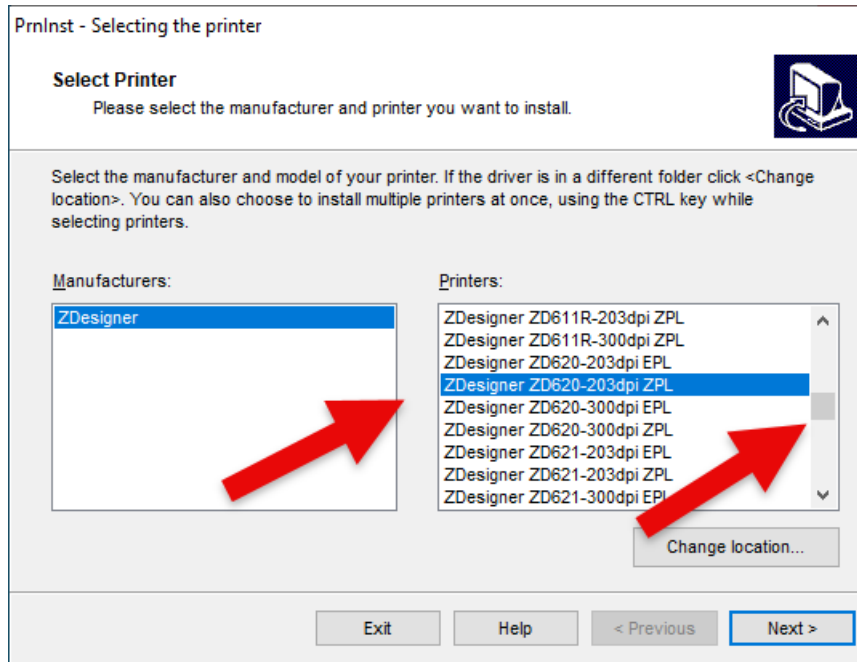 PrnInst - Selecting the printer
Select Printer
Please select the manufacturer and printer you want to install.
Select the manufacturer and model of your printer. If the driver is in a different folder click <Change
location>. You can also choose to install multiple printers at once, using the CTRL key while
selecting printers.
Manufacturers:
ZDesigner
Printers:
ZDesigner ZD611R-203dpi ZPL
ZDesigner ZD611R-300dpi ZPL
ZDesigner ZD620-203dpi EPL
ZDesigner ZD620-203dpi ZPL
ZDesigner ZD620-300dpi EPL
ZDesigner ZD620-300dpi ZPL
ZDesigner ZD621-203dpi EPL
ZDesigner ZD621-203dpi ZPL
ZDesigner ZD621-300dpi EPL
Change location...
Exit
Help
< Previous
Next >